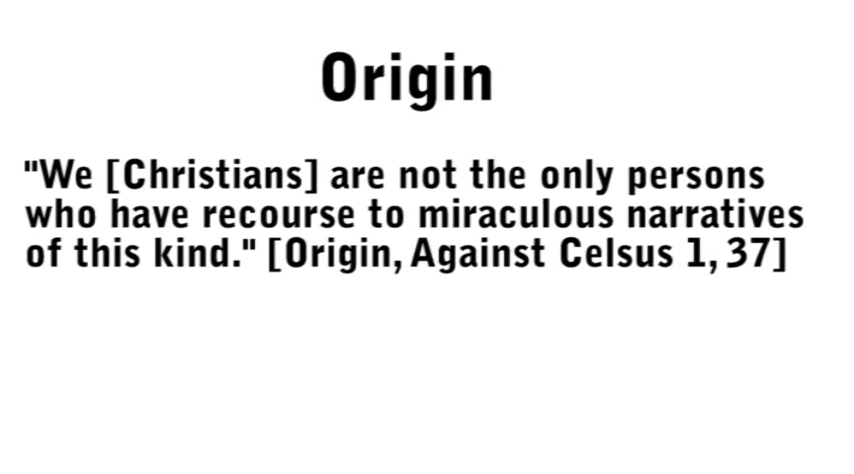 Origin
"We [Christians] are not the only persons
who have recourse to miraculous narratives
of this kind." [Origin, Against Celsus 1, 37]